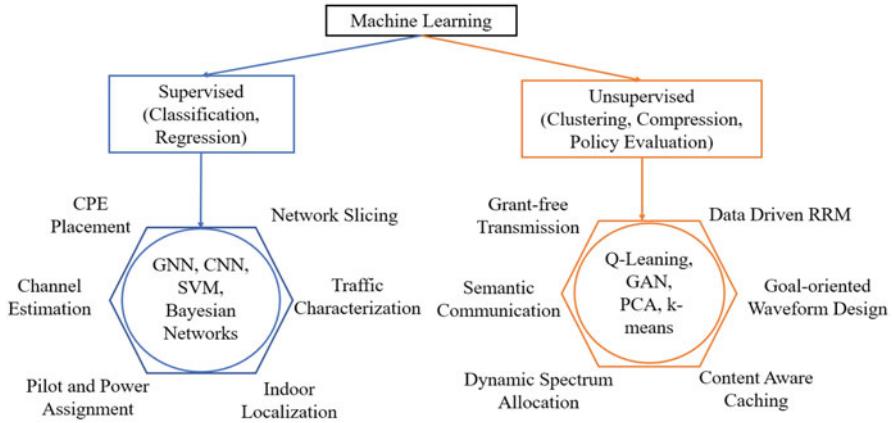 Machine Learning
Supervised
(Classification,
Regression)
Unsupervised
(Clustering, Compression,
Policy Evaluation)
CPE
Placement
Network Slicing
Channel
Estimation
GNN, CNN,
SVM,
Bayesian
Networks
Traffic
Characterization
Pilot and Power
Assignment
Indoor
Localization
Grant-free
Transmission
Data Driven RRM
Semantic
Communication
Q-Leaning,
GAN,
PCA, k-
means
Goal-oriented
Waveform Design
Dynamic Spectrum
Allocation
Content Aware
Caching